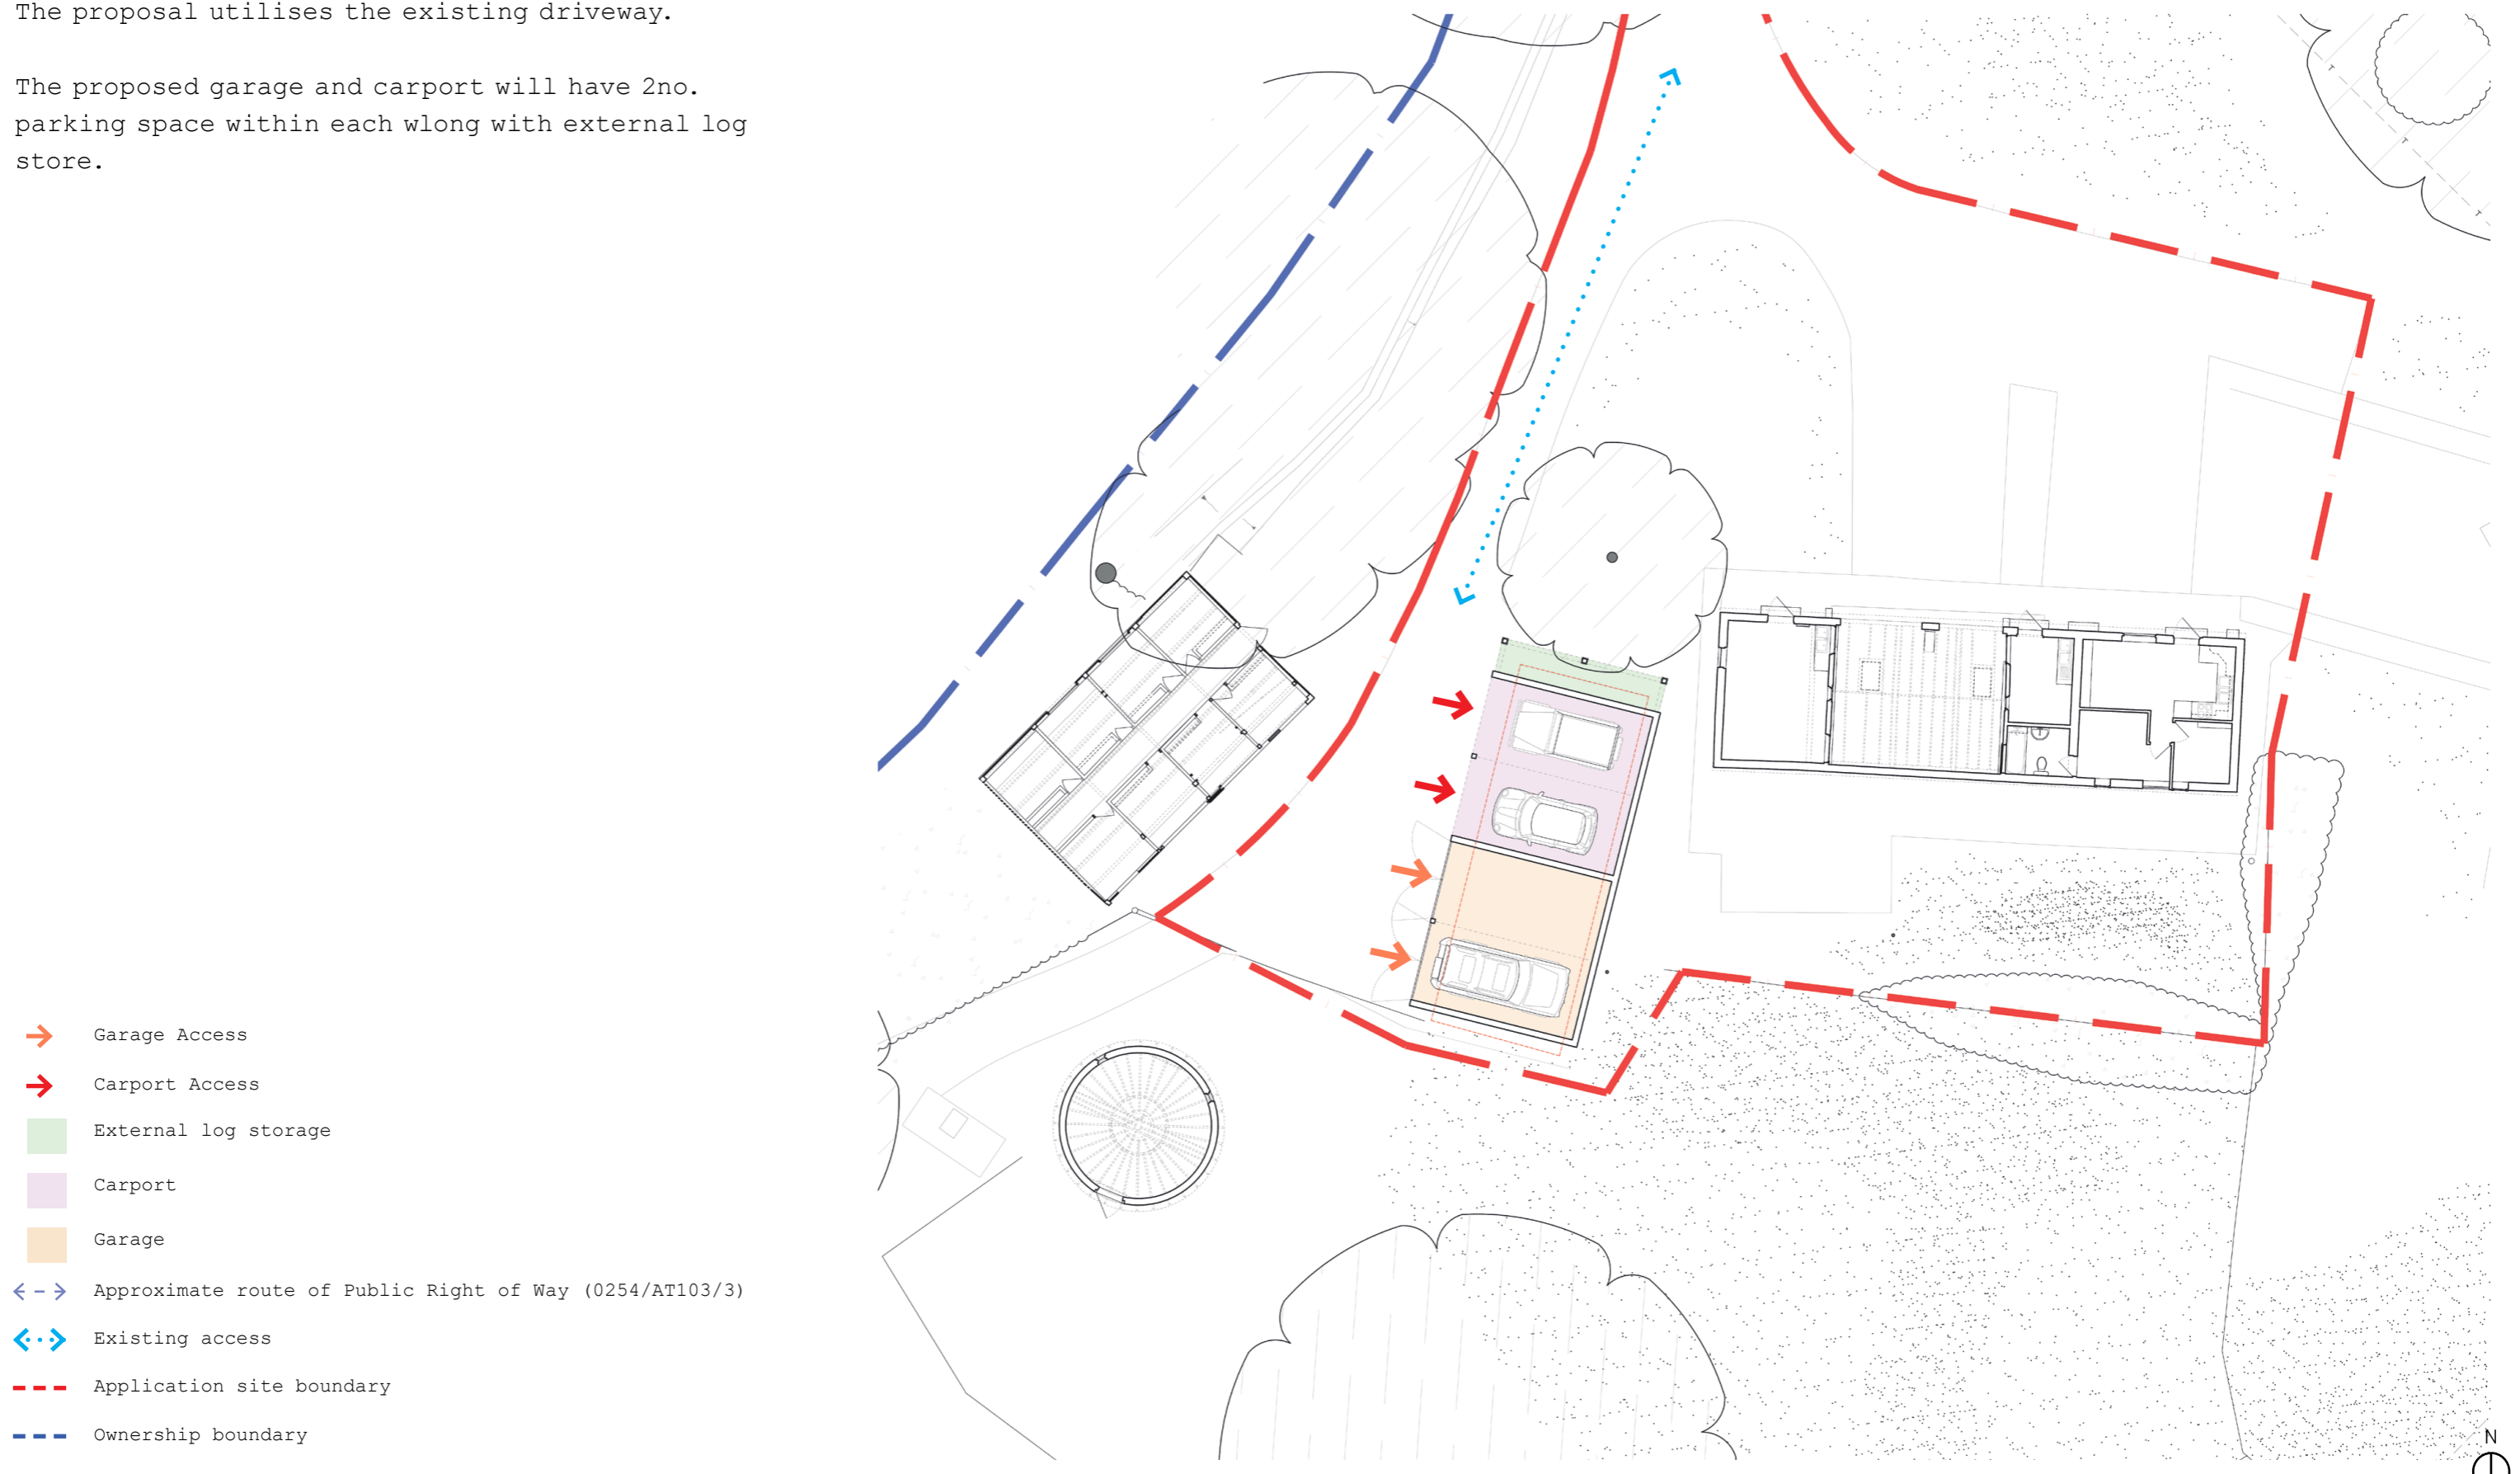 The proposal utilises the existing driveway.
The proposed garage and carport will have 2no.
parking space within each wlong with external log
store.
Garage Access
Carport Access
External log storage
Carport
Garage
Approximate route of Public Right of Way (0254/AT103/3)
Existing access
Application site boundary
Ownership boundary
N